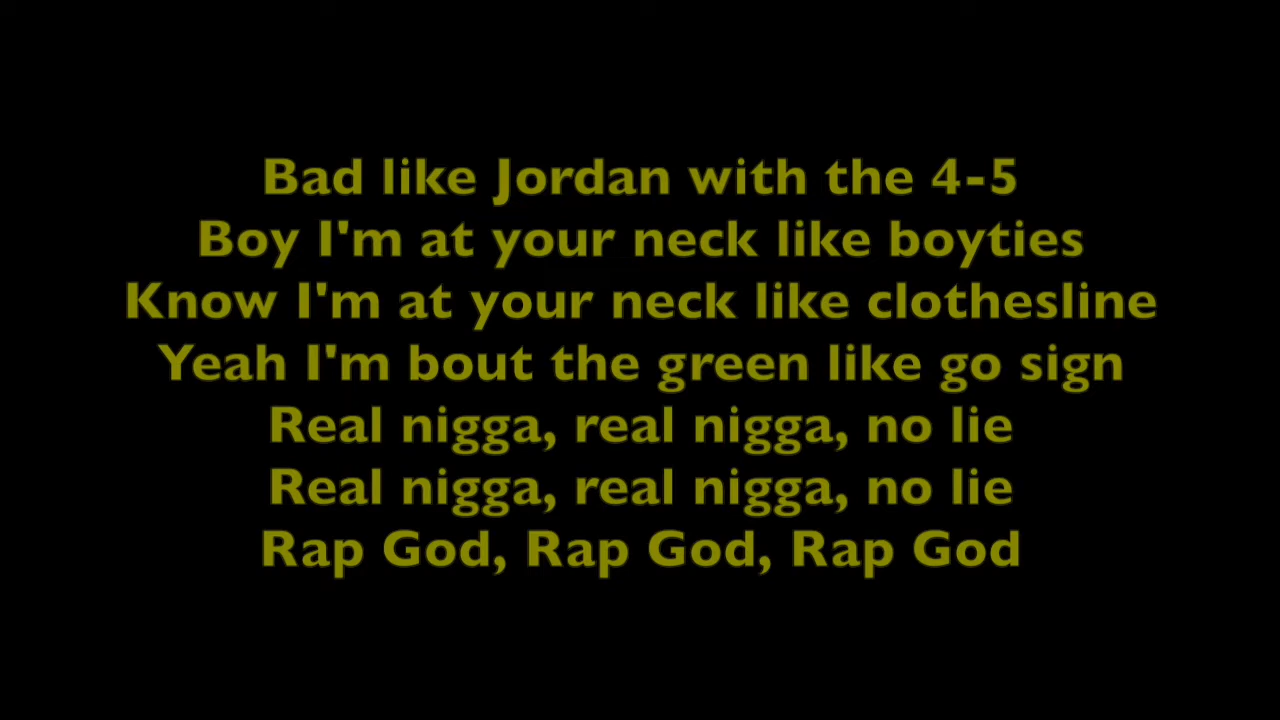 Bad like Jordan with the 4-5
Boy I'm at your neck like boyties
Know I'm at your neck like clothesline
Yeah I'm bout the green like go sign
Real nigga, real nigga, no lie
Real nigga, real nigga, no lie
Rap God, Rap God, Rap God